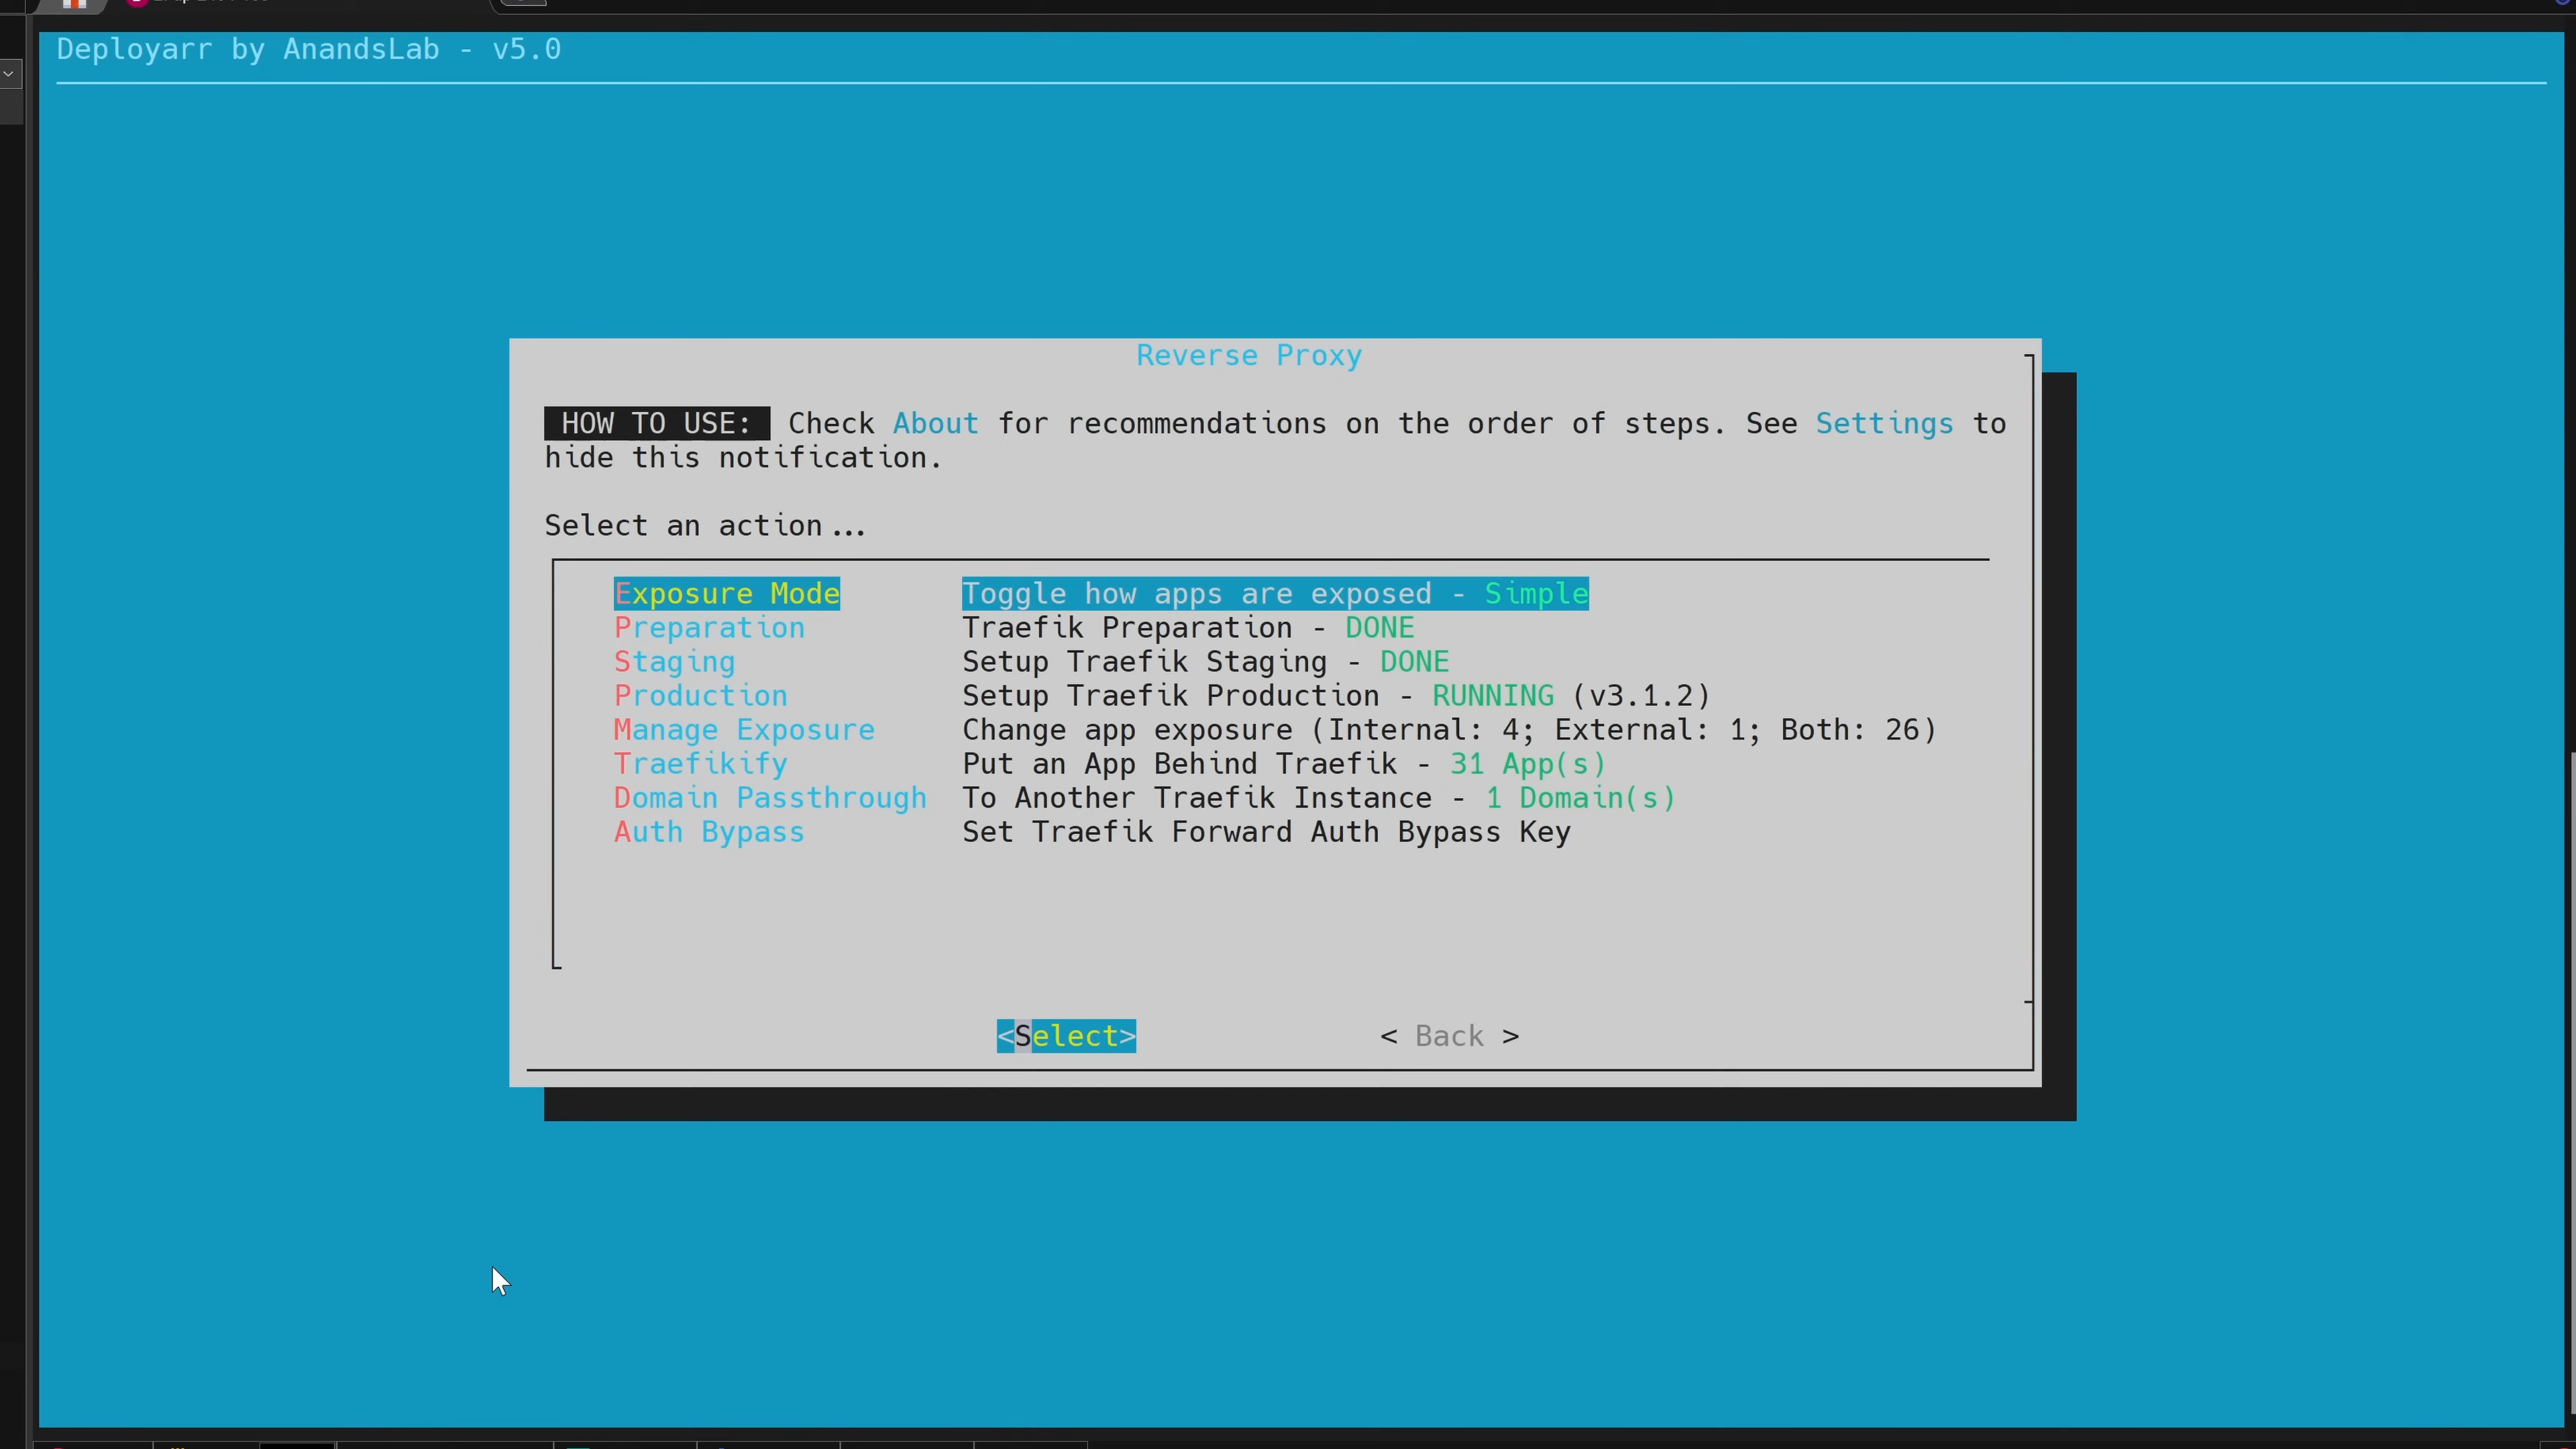 Deployarr by AnandsLab - v5.0
Reverse Proxy
HOW TO USE: Check About for recommendations on the order of steps. See Settings to
hide this notification.
Select an action...
Exposure Mode Toggle how apps are exposed - Simple
Preparation Traefik Preparation - DONE
Staging Setup Traefik Staging - DONE
Production Setup Traefik Production - RUNNING (v3.1.2)
Manage Exposure Change app exposure (Internal: 4; External: 1; Both: 26)
Traefikify Put an App Behind Traefik - 31 App(s)
Domain Passthrough To Another Traefik Instance - 1 Domain(s)
Auth Bypass Set Traefik Forward Auth Bypass Key
<Select> < Back >